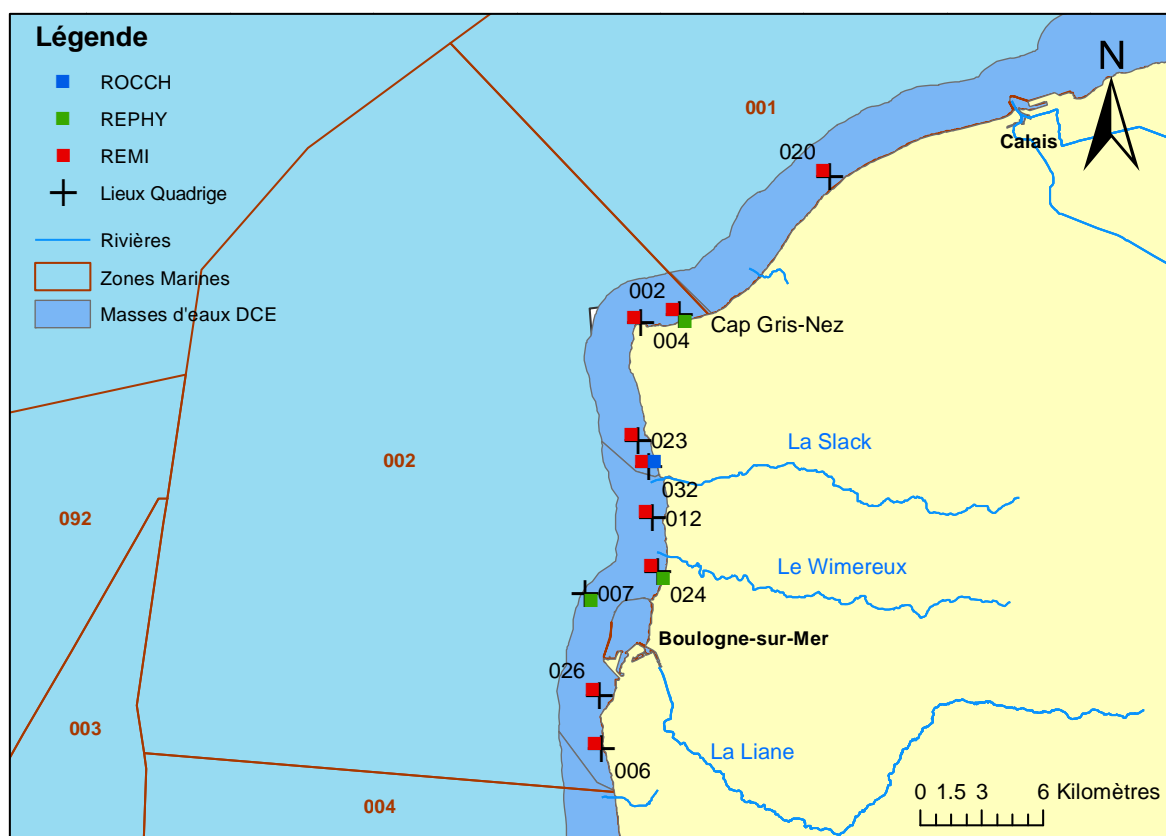 Légende
ROCCH
REPHY
REMI
Lieux Quadrige
Rivières
Zones Marines
Masses d'eaux DCE
N
001
Calais
020
002
Cap Gris-Nez
004
023
La Slack
002
032
092
012
Le Wimereux
007
024
Boulogne-sur-Mer
026
003
006
La Liane
004
0 1.5 3 6 Kilomètres